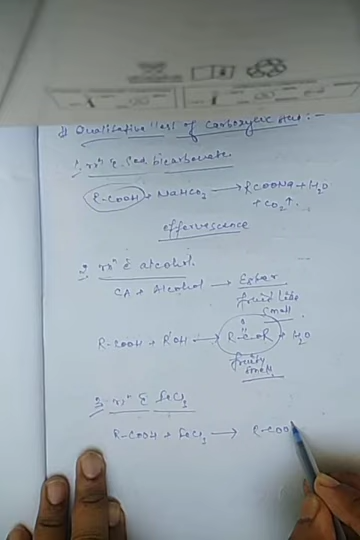 Qualitative test of Carboxylic Acid :-
1. rxn c̄ Sod bicarbonate.
R-COOH + NaHCO3 → RCOONa + H2O
+ CO2 ↑.
effervescence
2. rxn c̄ alcohol.
CA + Alcohol → Ester
fruit like
smell
O
R-COOH + R'OH → R-C-OR + H2O
fruity
smell
3. rxn c̄ FeCl3
R-COOH + FeCl3 → R-COO